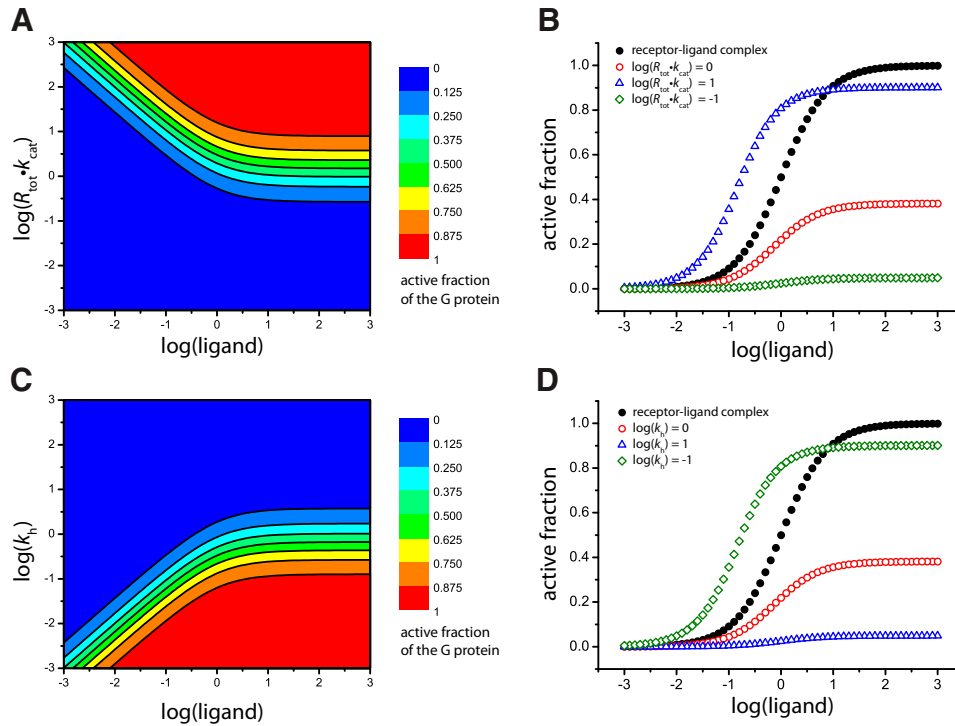 A
3
2
1
0
-1
-2
-3
log(Rtot•kcat)
-3 -2 -1 0 1 2 3
log(ligand)
0
0.125
0.250
0.375
0.500
0.625
0.750
0.875
1
active fraction
of the G protein
B
receptor-ligand complex
log(Rtot•kcat) = 0
log(Rtot•kcat) = 1
log(Rtot•kcat) = -1
1.0
0.8
0.6
0.4
0.2
0.0
active fraction
-3 -2 -1 0 1 2 3
log(ligand)
C
3
2
1
0
-1
-2
-3
log(kh)
-3 -2 -1 0 1 2 3
log(ligand)
0
0.125
0.250
0.375
0.500
0.625
0.750
0.875
1
active fraction
of the G protein
D
receptor-ligand complex
log(kh) = 0
log(kh) = 1
log(kh) = -1
1.0
0.8
0.6
0.4
0.2
0.0
active fraction
-3 -2 -1 0 1 2 3
log(ligand)